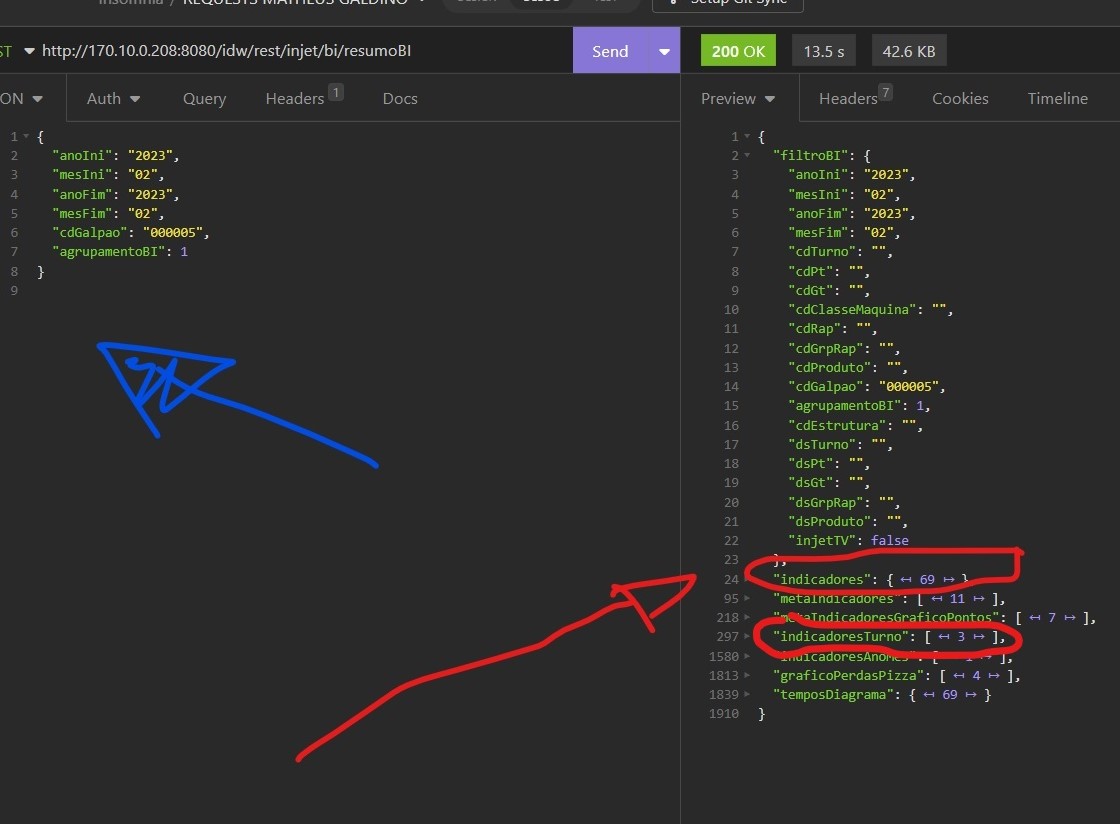 Insomnia / REQUESTS MATHEUS GALDINO
Setup Git Sync
ST http://170.10.0.208:8080/idw/rest/injet/bi/resumoBI Send 200 OK 13.5 s 42.6 KB
ON Auth Query Headers 1 Docs
Preview Headers 7 Cookies Timeline
1 {
2 "anoIni": "2023",
3 "mesIni": "02",
4 "anoFim": "2023",
5 "mesFim": "02",
6 "cdGalpao": "000005",
7 "agrupamentoBI": 1
8 }
9
1 {
2 "filtroBI": {
3 "anoIni": "2023",
4 "mesIni": "02",
5 "anoFim": "2023",
6 "mesFim": "02",
7 "cdTurno": "",
8 "cdPt": "",
9 "cdGt": "",
10 "cdClasseMaquina": "",
11 "cdRap": "",
12 "cdGrpRap": "",
13 "cdProduto": "",
14 "cdGalpao": "000005",
15 "agrupamentoBI": 1,
16 "cdEstrutura": "",
17 "dsTurno": "",
18 "dsPt": "",
19 "dsGt": "",
20 "dsGrpRap": "",
21 "dsProduto": "",
22 "injetTV": false
23 },
24 "indicadores": { ↤ 69 ↦ }
95 "metaIndicadores": [ ↤ 11 ↦ ],
218 "metaIndicadoresGraficoPontos": [ ↤ 7 ↦ ],
297 "indicadoresTurno": [ ↤ 3 ↦ ],
1580 "indicadoresAnoMes": [ ↤ 1 ↦ ],
1813 "graficoPerdasPizza": [ ↤ 4 ↦ ],
1839 "temposDiagrama": { ↤ 69 ↦ }
1910 }